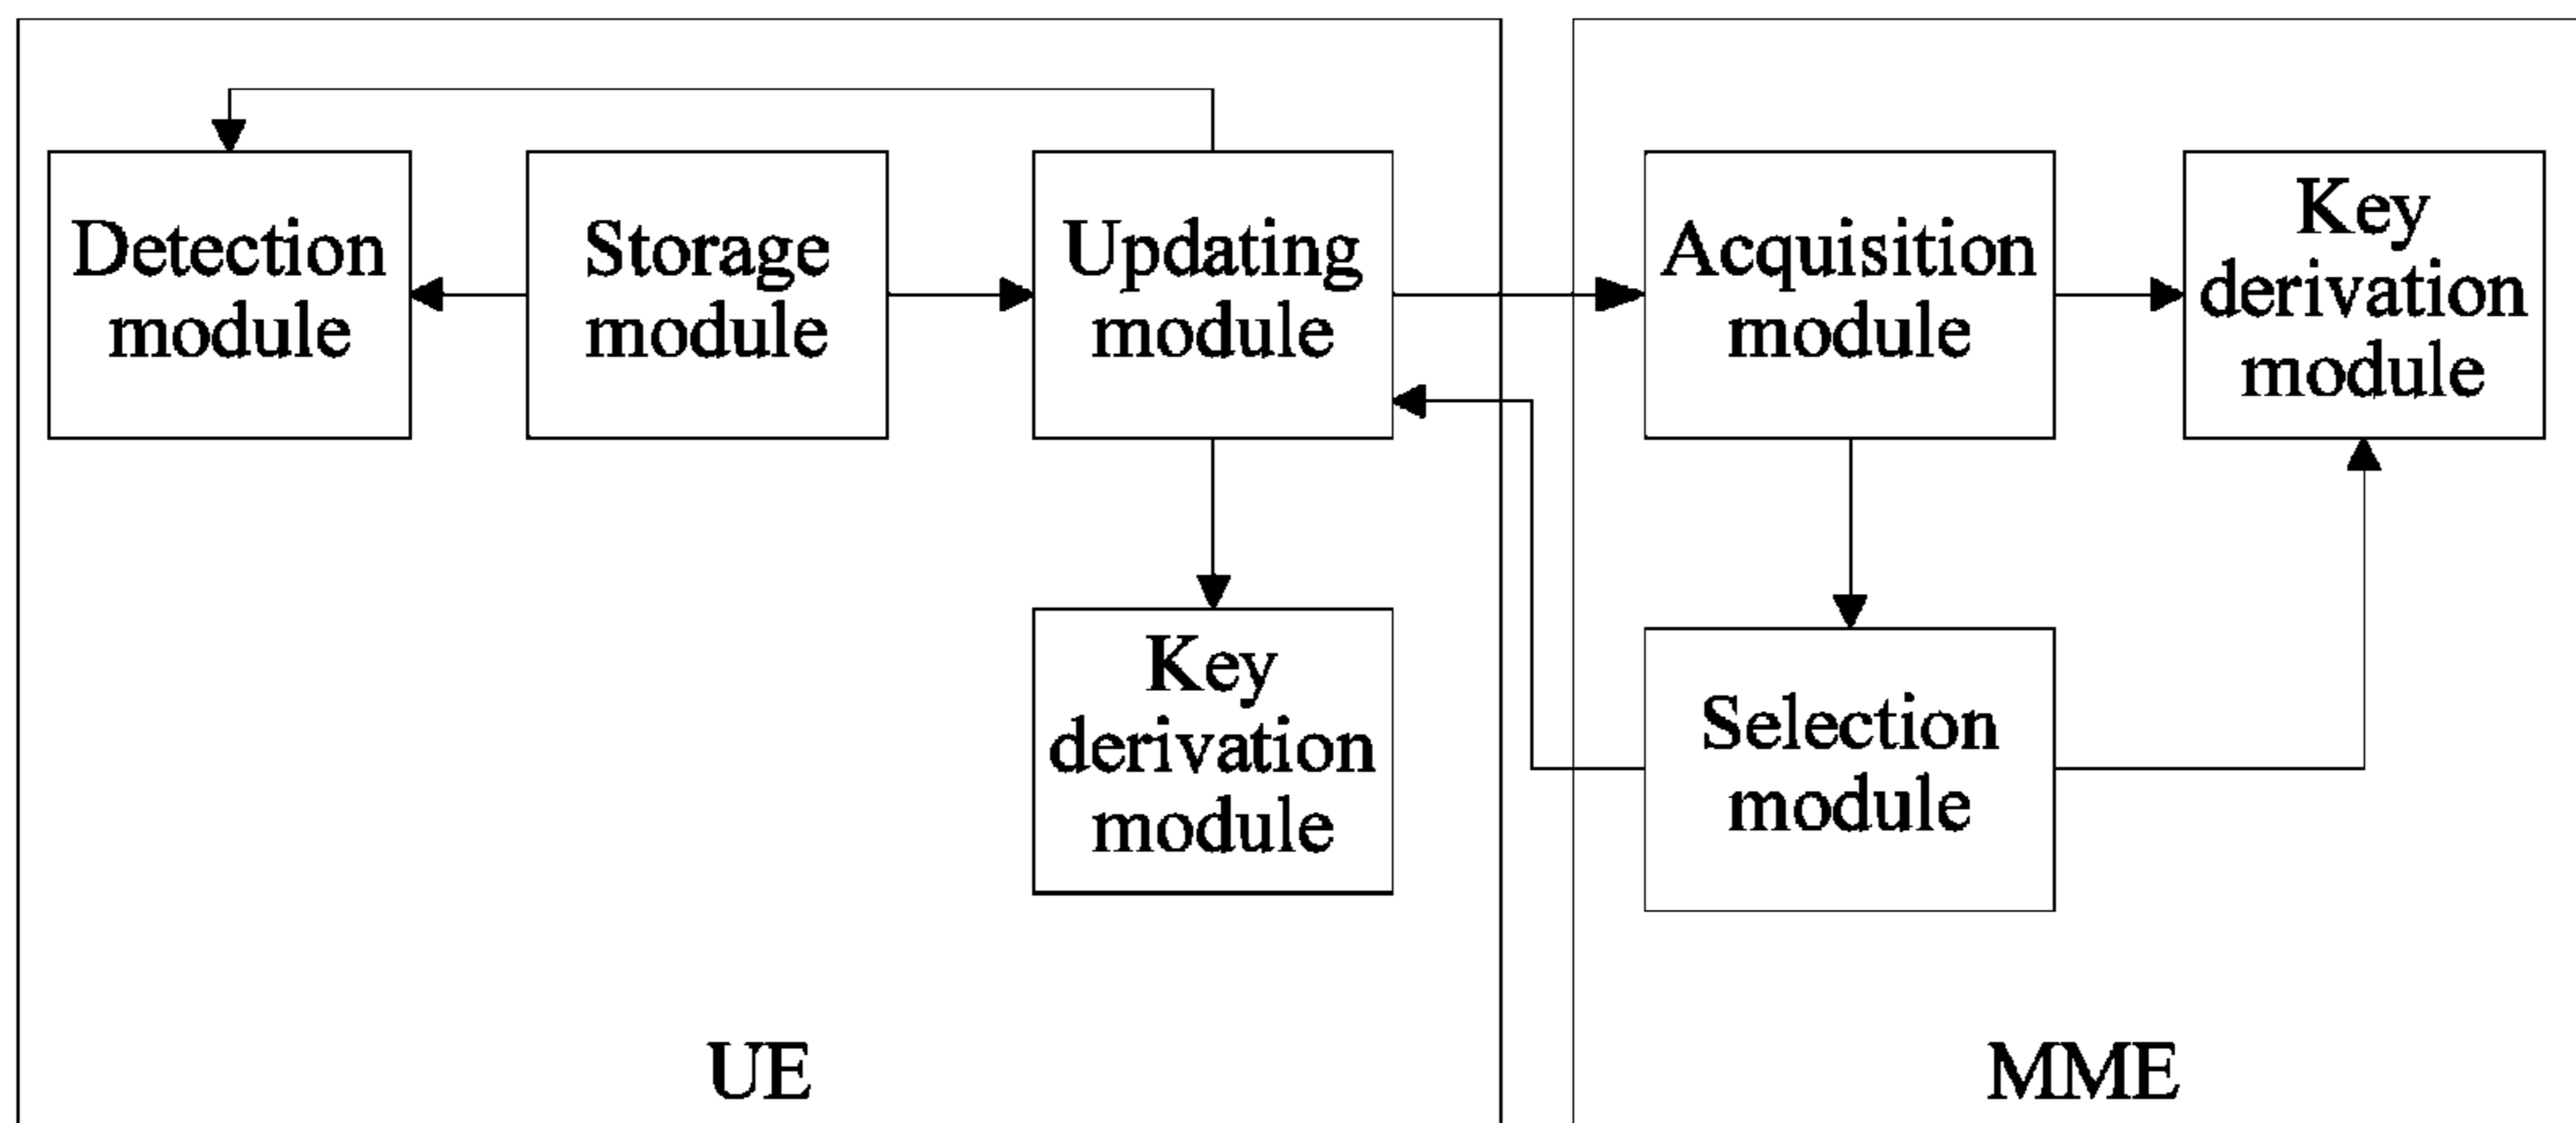 Detection
module
Storage
module
Updating
module
Acquisition
module
Key
derivation
module
Key
derivation
module
Selection
module
UE
MME